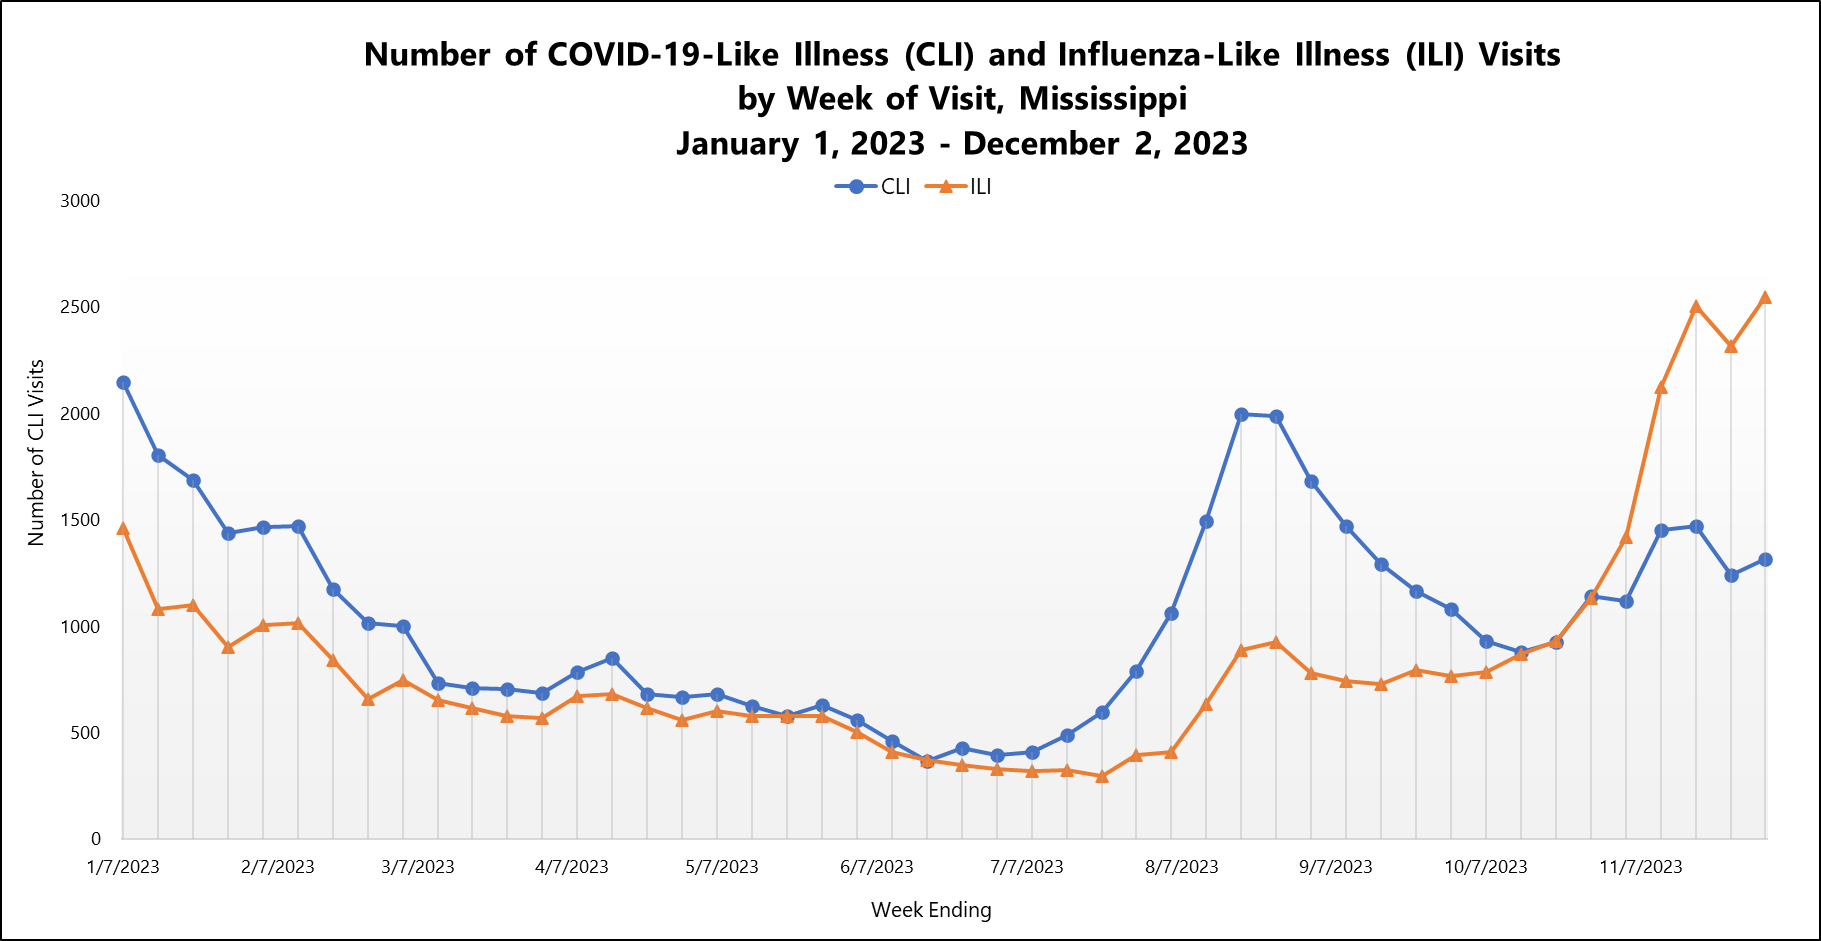 Number of COVID-19-Like Illness (CLI) and Influenza-Like Illness (ILI) Visits
by Week of Visit, Mississippi
January 1, 2023 - December 2, 2023
CLI ILI
3000
2500
2000
1500
1000
500
0
Number of CLI Visits
1/7/2023 2/7/2023 3/7/2023 4/7/2023 5/7/2023 6/7/2023 7/7/2023 8/7/2023 9/7/2023 10/7/2023 11/7/2023
Week Ending